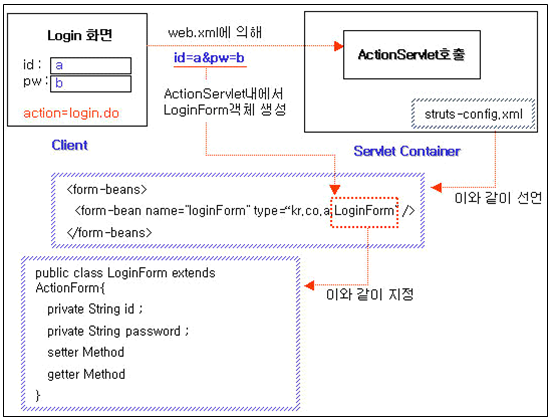 Login 화면
id : a
pw : b
action=login.do
Client
web.xml에 의해
id=a&pw=b
ActionServlet내에서
LoginForm객체 생성
ActionServlet호출
struts-config.xml
Servlet Container
이와 같이 선언
<form-beans>
<form-bean name="loginForm" type="kr.co.a.LoginForm" />
</form-beans>
이와 같이 지정
public class LoginForm extends
ActionForm{
private String id ;
private String password ;
setter Method
getter Method
}